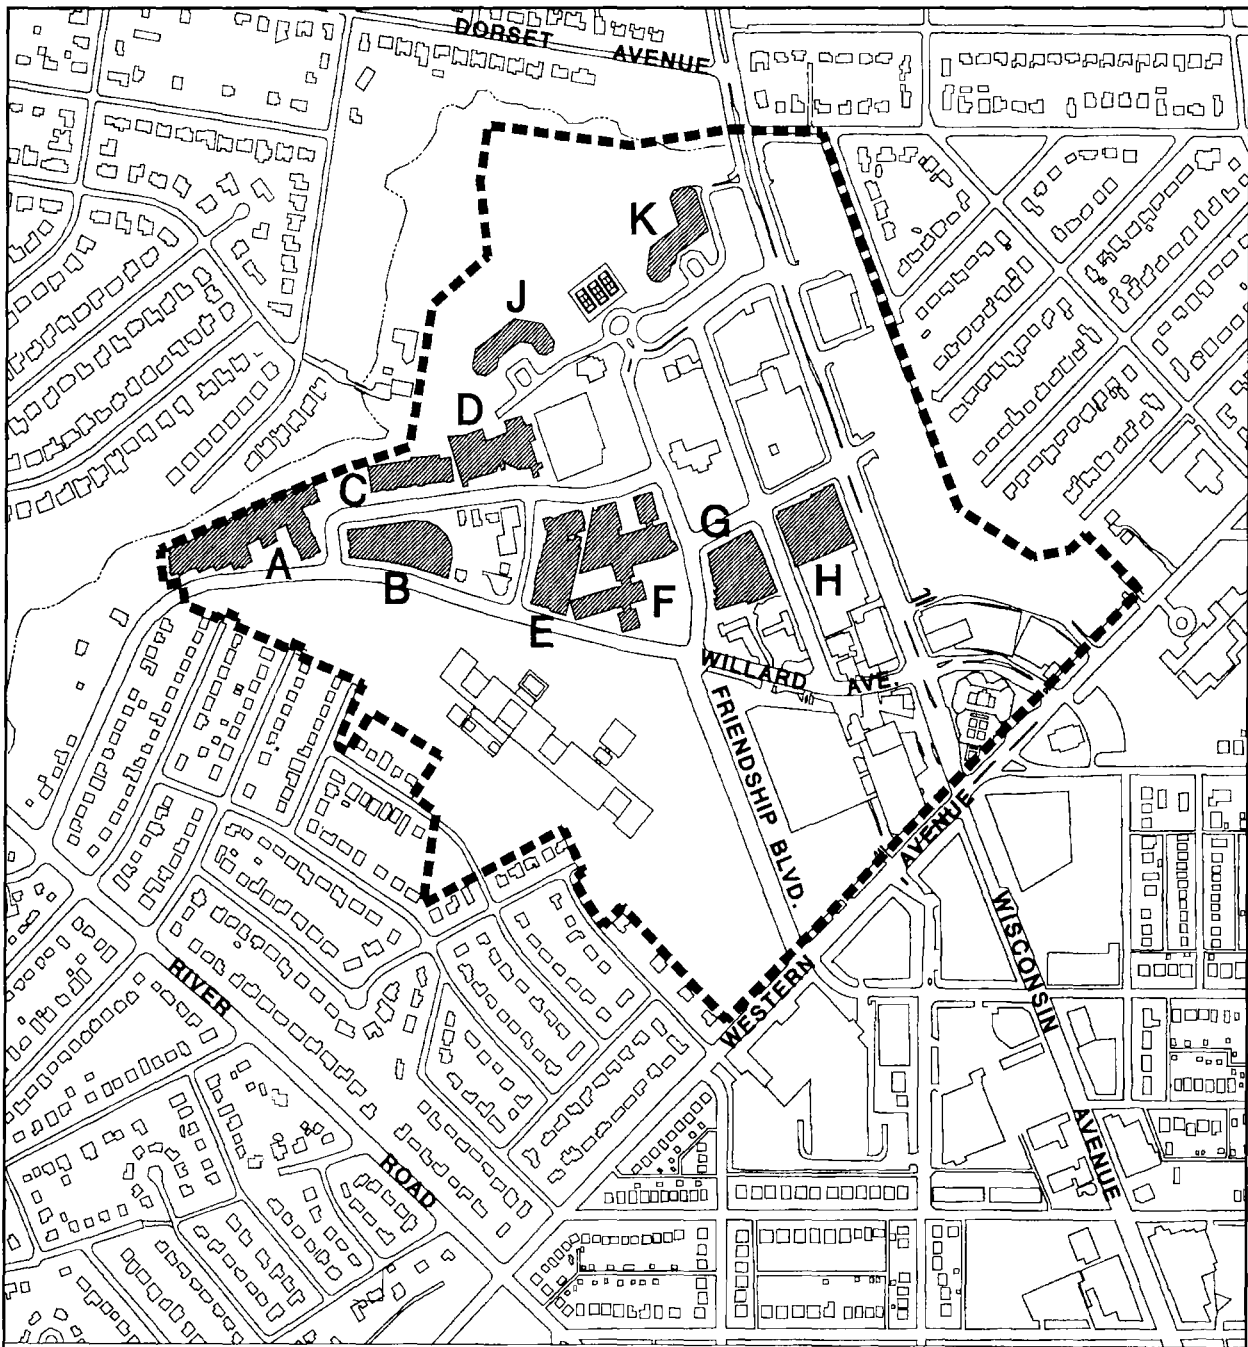 DORSET AVENUE
K
J
D
C
G
A
B
H
E
F
WILLARD AVE.
FRIENDSHIP BLVD.
WESTERN AVENUE
WISCONSIN AVENUE
RIVER ROAD